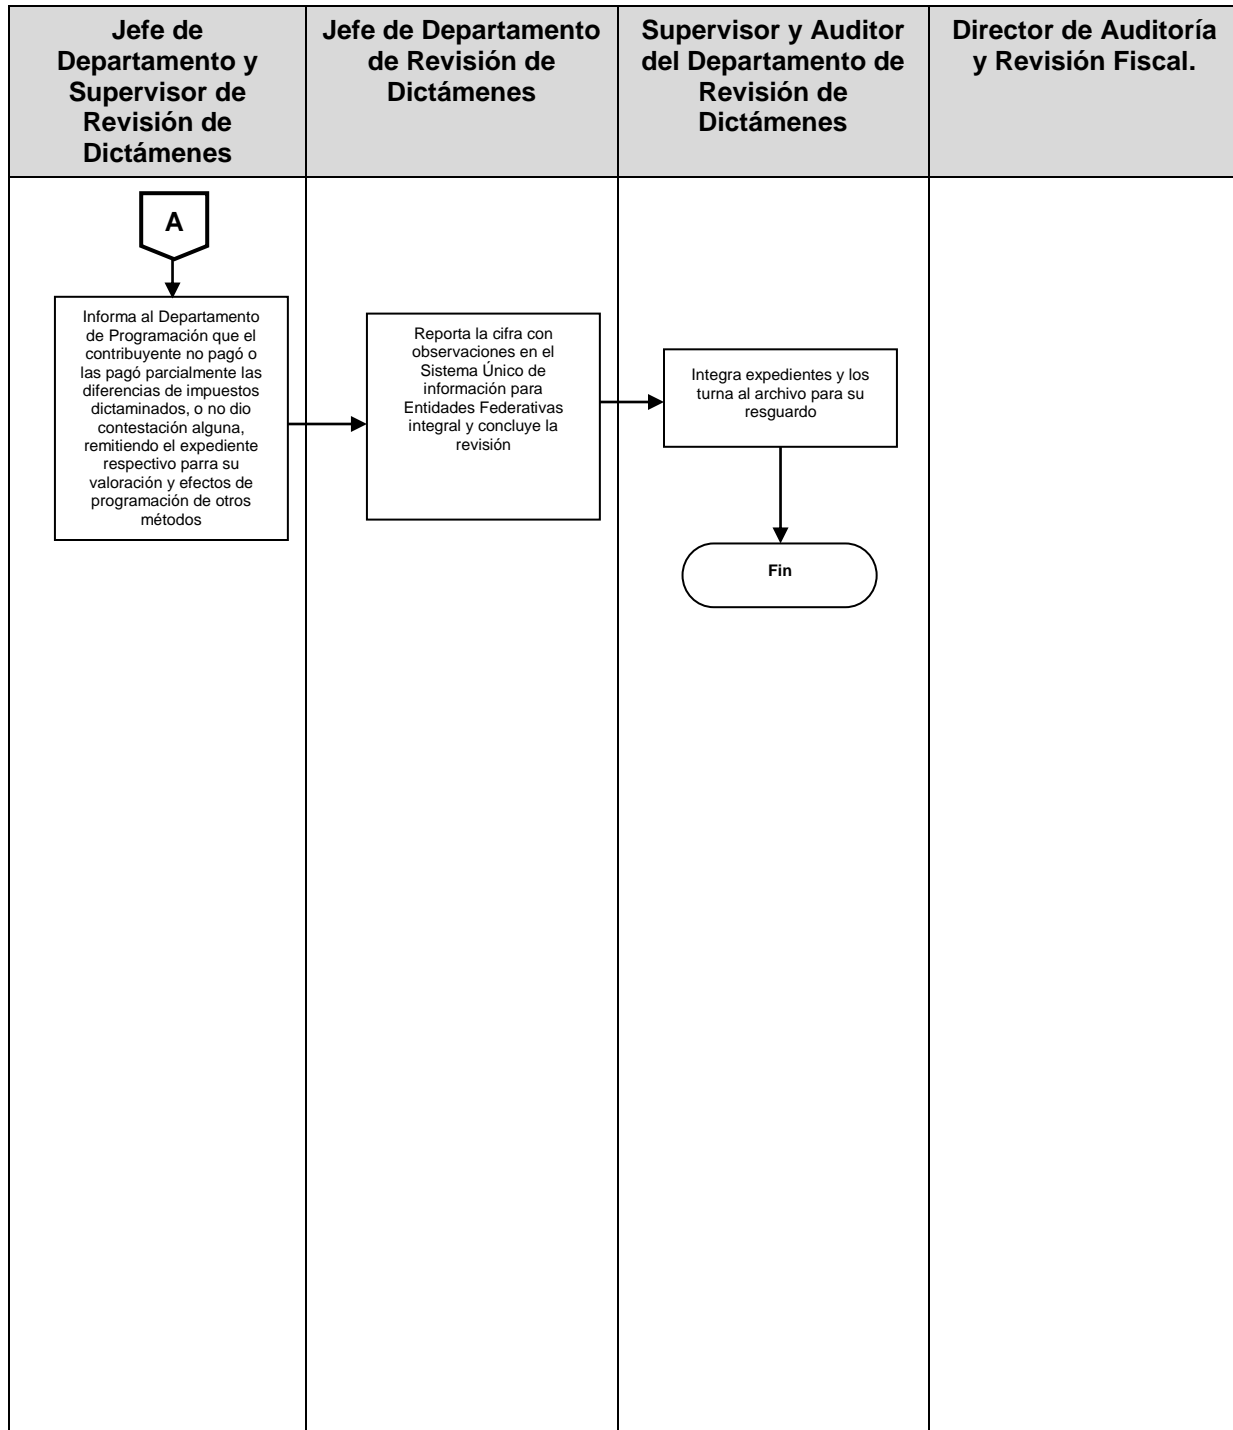 Jefe de
Departamento y
Supervisor de
Revisión de
Dictámenes
Jefe de Departamento
de Revisión de
Dictámenes
Supervisor y Auditor
del Departamento de
Revisión de
Dictámenes
Director de Auditoría
y Revisión Fiscal.
A
Informa al Departamento
de Programación que el
contribuyente no pagó o
las pagó parcialmente las
diferencias de impuestos
dictaminados, o no dio
contestación alguna,
remitiendo el expediente
respectivo parra su
valoración y efectos de
programación de otros
métodos
Reporta la cifra con
observaciones en el
Sistema Único de
información para
Entidades Federativas
integral y concluye la
revisión
Integra expedientes y los
turna al archivo para su
resguardo
Fin